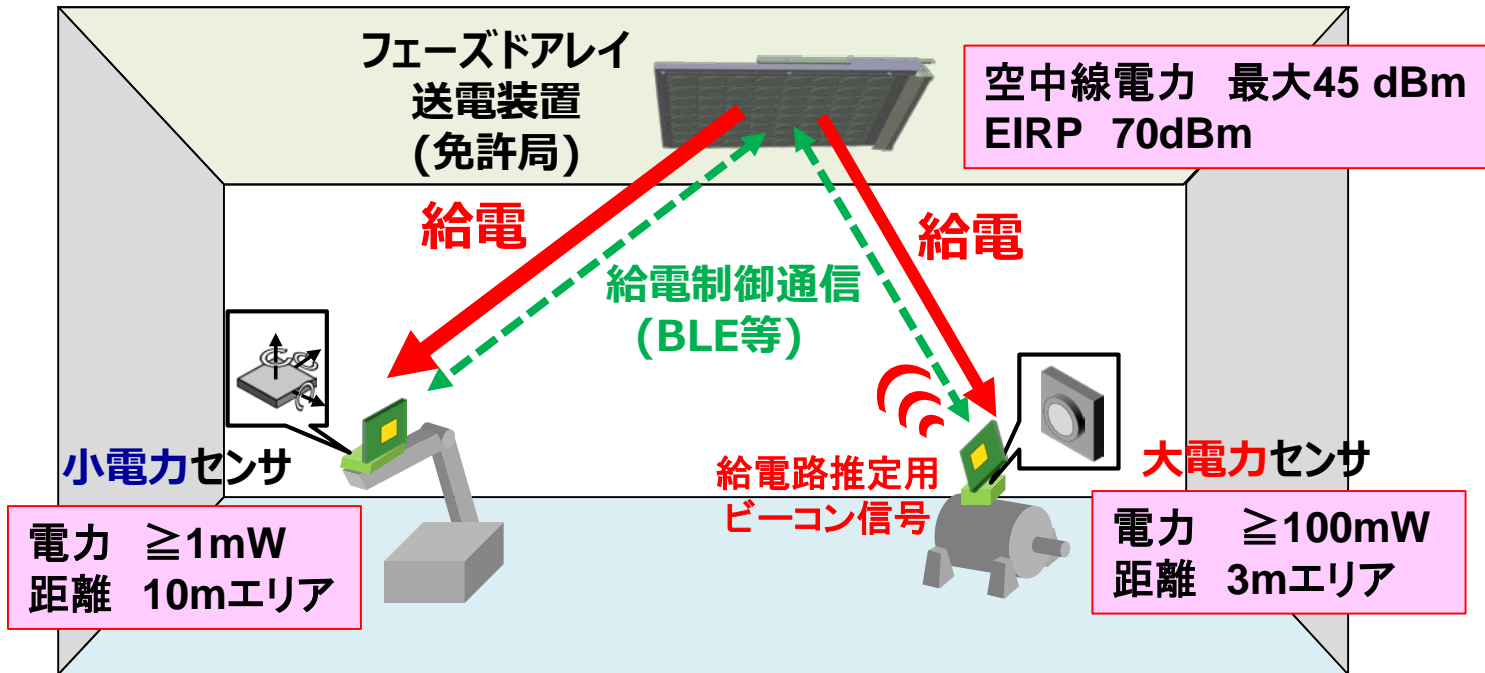 フェーズドアレイ
送電装置
(免許局)
空中線電力　最大45 dBm
EIRP　70dBm
給電
給電
給電制御通信
(BLE等)
小電力センサ
給電路推定用
ビーコン信号
大電力センサ
電力　≧1mW
距離　10mエリア
電力　≧100mW
距離　3mエリア